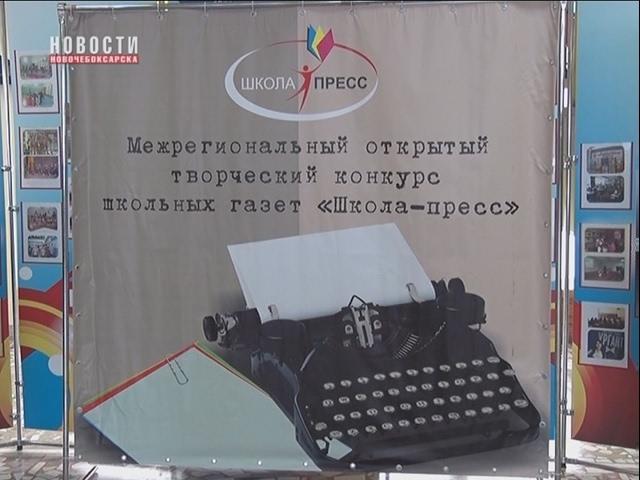 НОВОСТИ
НОВОЧЕБОКСАРСКА
ШКОЛА ПРЕСС
Межрегиональный открытый
творческий конкурс
школьных газет «Школа-пресс»